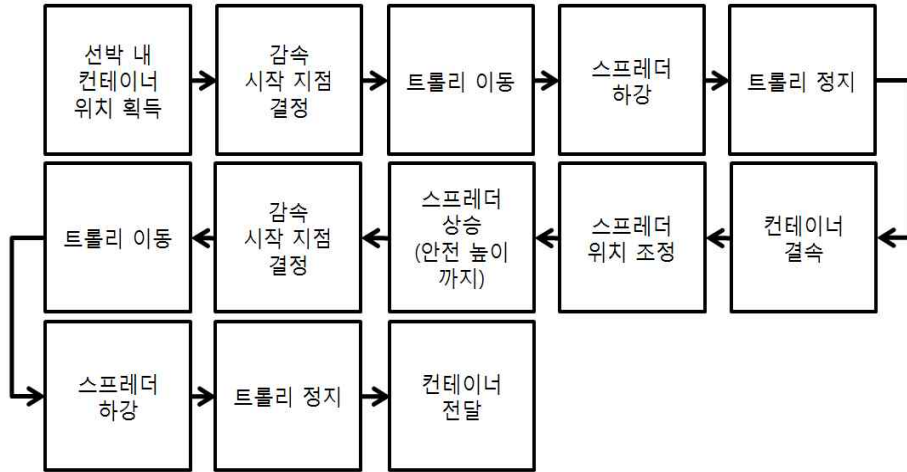 선박 내
컨테이너
위치 획득
감속
시작 지점
결정
트롤리 이동
스프레더
하강
트롤리 정지
컨테이너
결속
스프레더
위치 조정
스프레더
상승
(안전 높이
까지)
감속
시작 지점
결정
트롤리 이동
스프레더
하강
트롤리 정지
컨테이너
전달